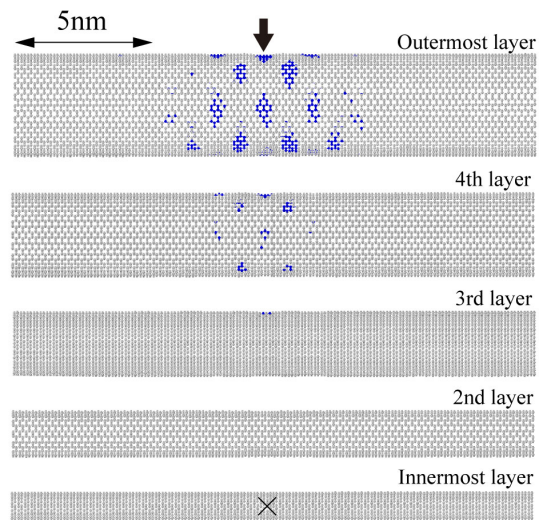 5nm
Outermost layer
4th layer
3rd layer
2nd layer
Innermost layer